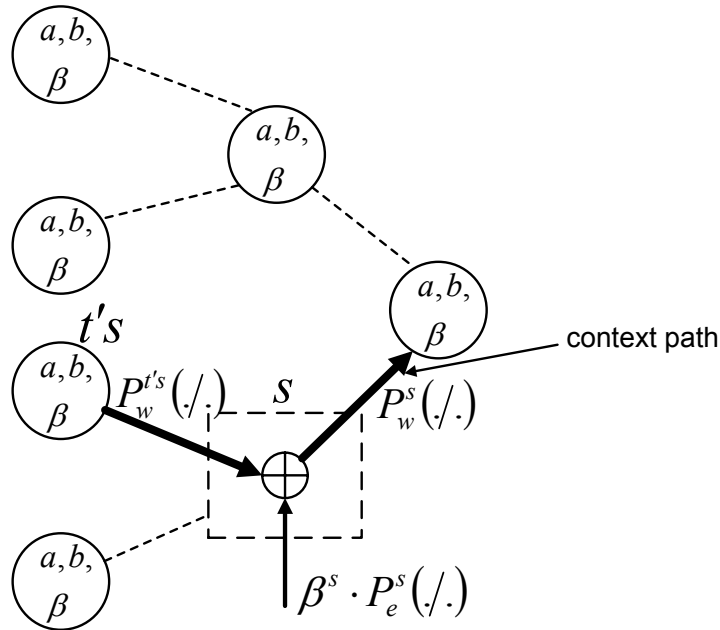 a,b,
β
a,b,
β
a,b,
β
a,b,
β
t's
a,b,
β
P_w^{t's}(./.)
s
P_w^s(./.)
context path
a,b,
β
β^s · P_e^s(./.)